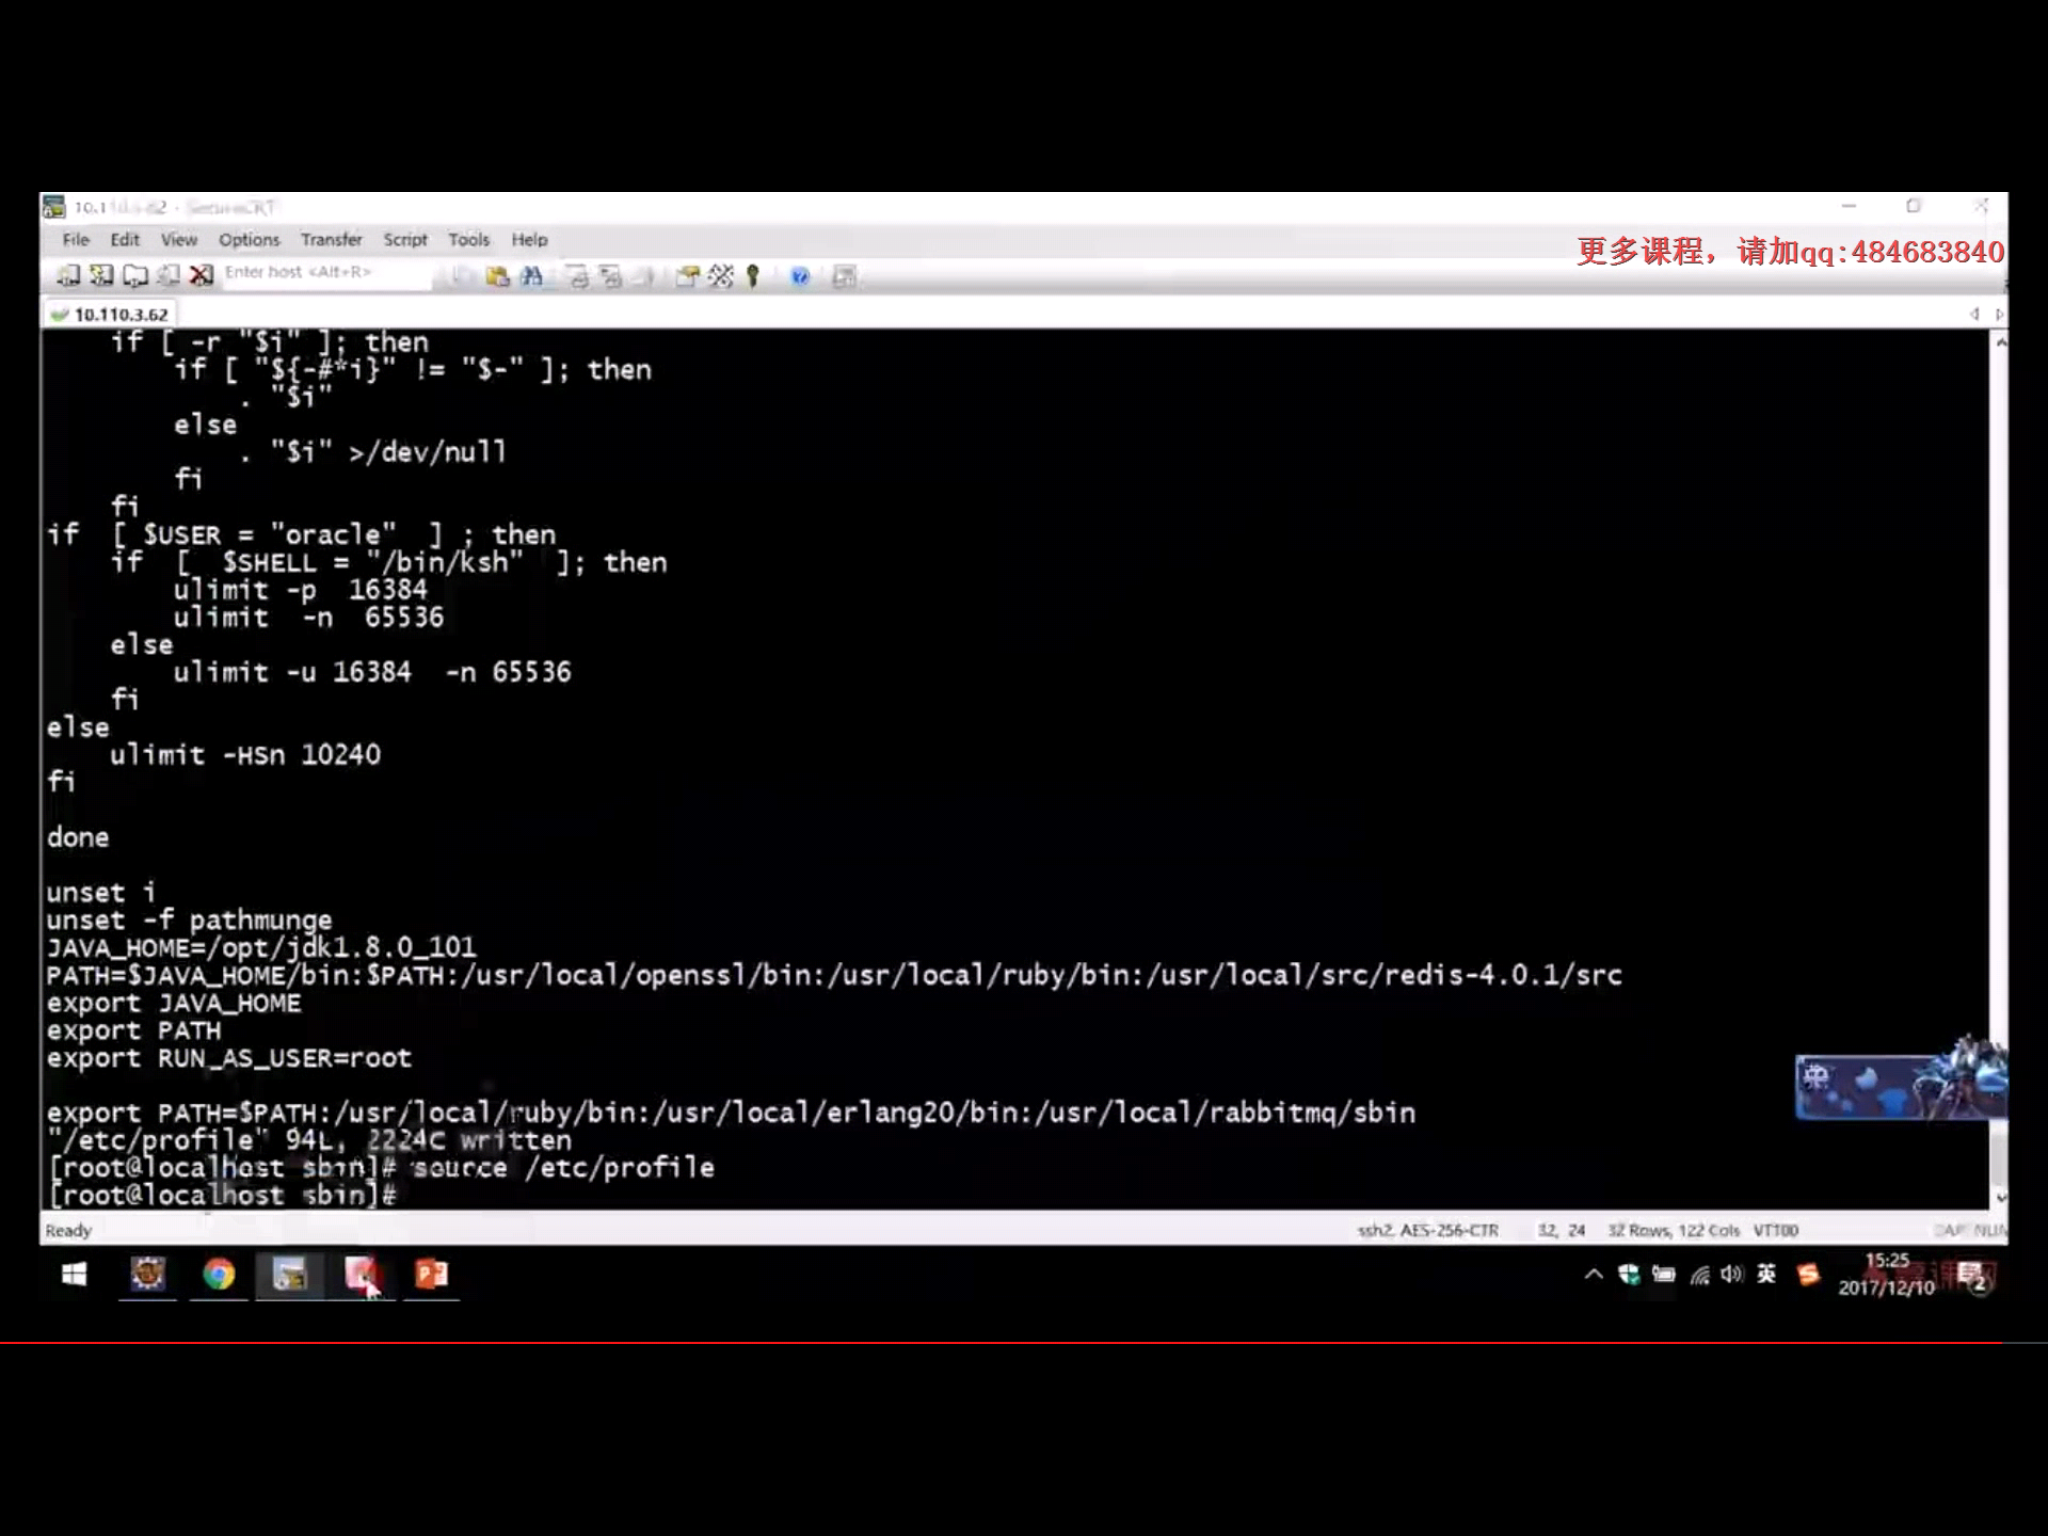 10.110.3.62 - SecureCRT
File Edit View Options Transfer Script Tools Help
更多课程，请加qq:484683840
Enter host <Alt+R>
10.110.3.62
    if [ -r "$i" ]; then
        if [ "${-#*i}" != "$-" ]; then
            . "$i"
        else
            . "$i" >/dev/null
        fi
    fi
if  [ $USER = "oracle"  ] ; then
    if  [  $SHELL = "/bin/ksh"  ]; then
        ulimit -p  16384
        ulimit  -n  65536
    else
        ulimit -u 16384  -n 65536
    fi
else
    ulimit -HSn 10240
fi
done
unset i
unset -f pathmunge
JAVA_HOME=/opt/jdk1.8.0_101
PATH=$JAVA_HOME/bin:$PATH:/usr/local/openssl/bin:/usr/local/ruby/bin:/usr/local/src/redis-4.0.1/src
export JAVA_HOME
export PATH
export RUN_AS_USER=root
export PATH=$PATH:/usr/local/ruby/bin:/usr/local/erlang20/bin:/usr/local/rabbitmq/sbin
"/etc/profile" 94L, 2224C written
[root@localhost sbin]# source /etc/profile
[root@localhost sbin]#
Ready
ssh2: AES-256-CTR 32, 24 32 Rows, 122 Cols VT100
英
15:25
2017/12/10
2